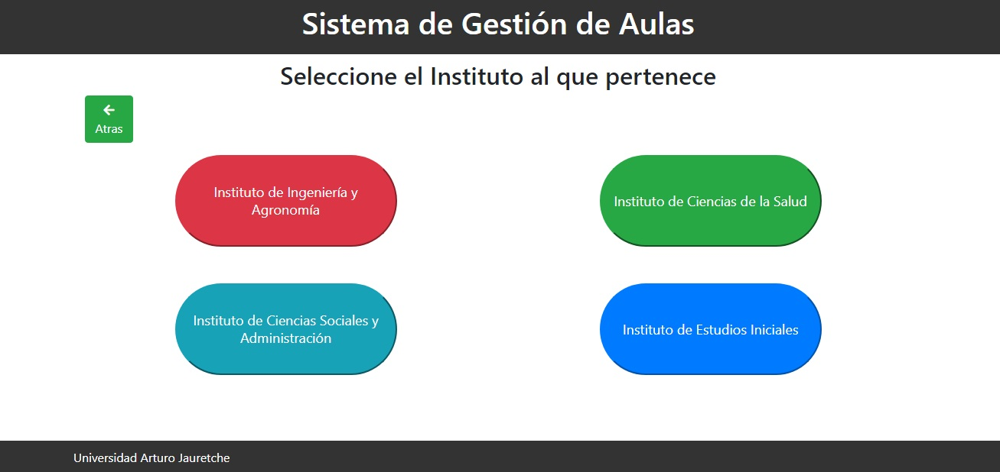 Sistema de Gestión de Aulas
Seleccione el Instituto al que pertenece
Atras
Instituto de Ingeniería y
Agronomía
Instituto de Ciencias de la Salud
Instituto de Ciencias Sociales y
Administración
Instituto de Estudios Iniciales
Universidad Arturo Jauretche